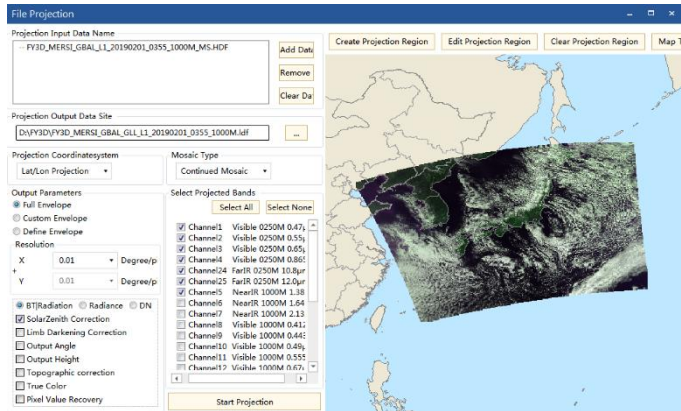 File Projection
Projection Input Data Name
FY3D_MERSI_GBAL_L1_20190201_0355_1000M_MS.HDF
Add Data
Remove
Clear Da
Create Projection Region
Edit Projection Region
Clear Projection Region
Map T
Projection Output Data Site
D:\FY3D\FY3D_MERSI_GBAL_GLL_L1_20190201_0355_1000M.ldf
...
Projection Coordinatesystem
Lat/Lon Projection
Mosaic Type
Continued Mosaic
Output Parameters
Full Envelope
Custom Envelope
Define Envelope
Resolution
X 0.01 Degree/p
+
Y 0.01 Degree/p
BT|Radiation Radiance DN
SolarZenith Correction
Limb Darkening Correction
Output Angle
Output Height
Topographic correction
True Color
Pixel Value Recovery
Select Projected Bands
Select All Select None
Channel1 Visible 0250M 0.47μ
Channel2 Visible 0250M 0.55μ
Channel3 Visible 0250M 0.65μ
Channel4 Visible 0250M 0.865
Channel24 FarIR 0250M 10.8μr
Channel25 FarIR 0250M 12.0μr
Channel5 NearIR 1000M 1.38
Channel6 NearIR 1000M 1.64
Channel7 NearIR 1000M 2.13
Channel8 Visible 1000M 0.412
Channel9 Visible 1000M 0.443
Channel10 Visible 1000M 0.49μ
Channel11 Visible 1000M 0.555
Channel12 Visible 1000M 0.67
Start Projection